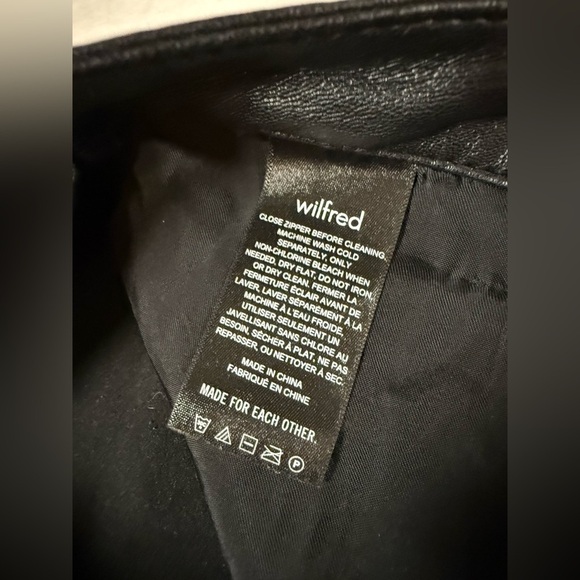 wilfred
CLOSE ZIPPER BEFORE CLEANING.
MACHINE WASH COLD
SEPARATELY, ONLY
NON-CHLORINE BLEACH WHEN
NEEDED, DRY FLAT, DO NOT IRON,
OR DRY CLEAN. FERMER LA
FERMETURE ÉCLAIR AVANT DE
LAVER, LAVER SÉPARÉMENT À LA
MACHINE À L'EAU FROIDE,
UTILISER SEULEMENT UN
JAVELLISANT SANS CHLORE AU
BESOIN, SÉCHER À PLAT, NE PAS
REPASSER, OU NETTOYER À SEC.
MADE IN CHINA
FABRIQUÉ EN CHINE
MADE FOR EACH OTHER.
P